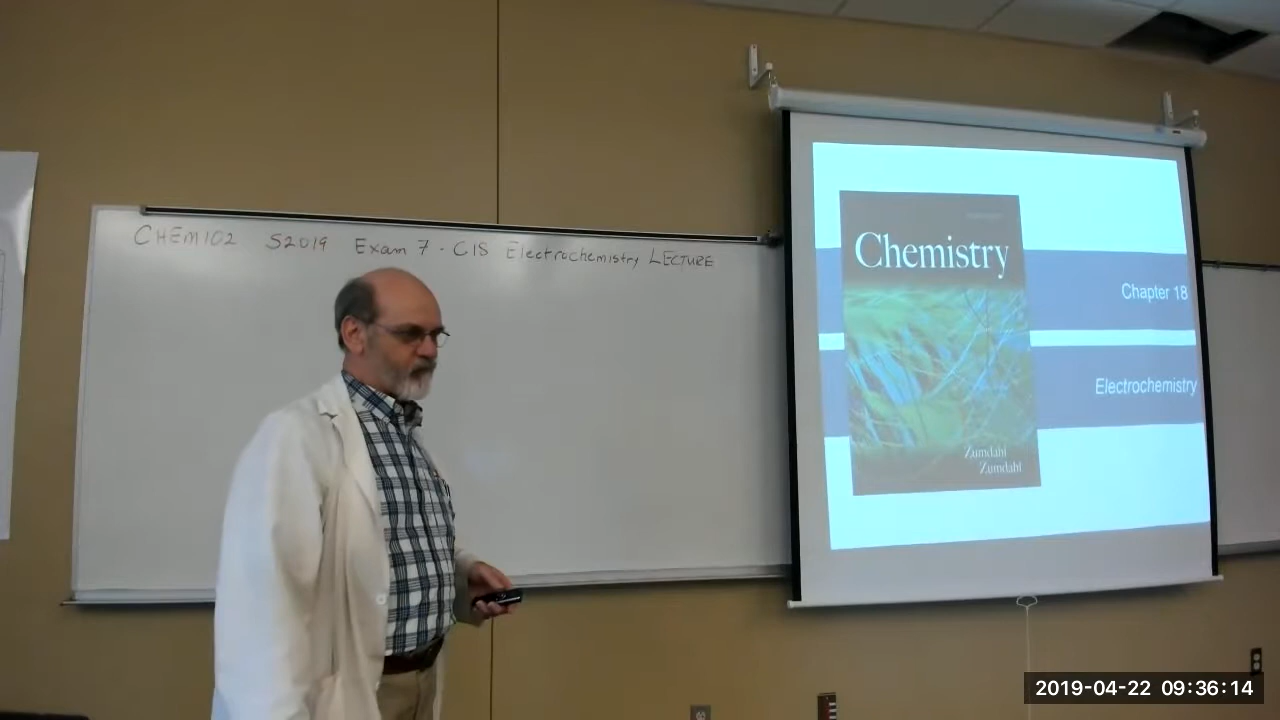 CHEM102 S2019 Exam 7 - CIS Electrochemistry LECTURE
Chemistry
Zumdahl
Zumdahl
Chapter 18
Electrochemistry
2019-04-22 09:36:14